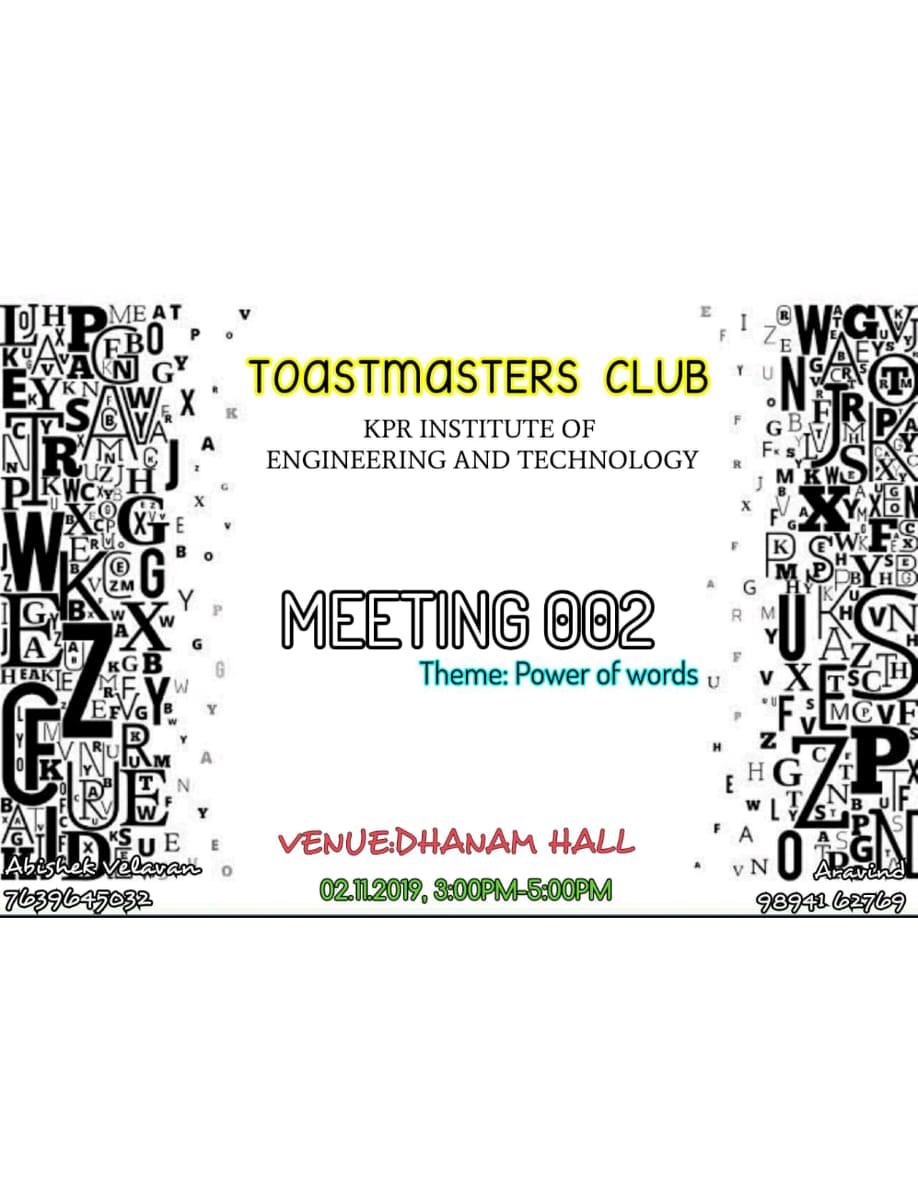 TOASTMASTERS CLUB
KPR INSTITUTE OF
ENGINEERING AND TECHNOLOGY
MEETING 002
Theme: Power of words
VENUE:DHANAM HALL
02.11.2019, 3:00PM-5:00PM
Abishek Velavan
7639645032
Aravind
98941 62769